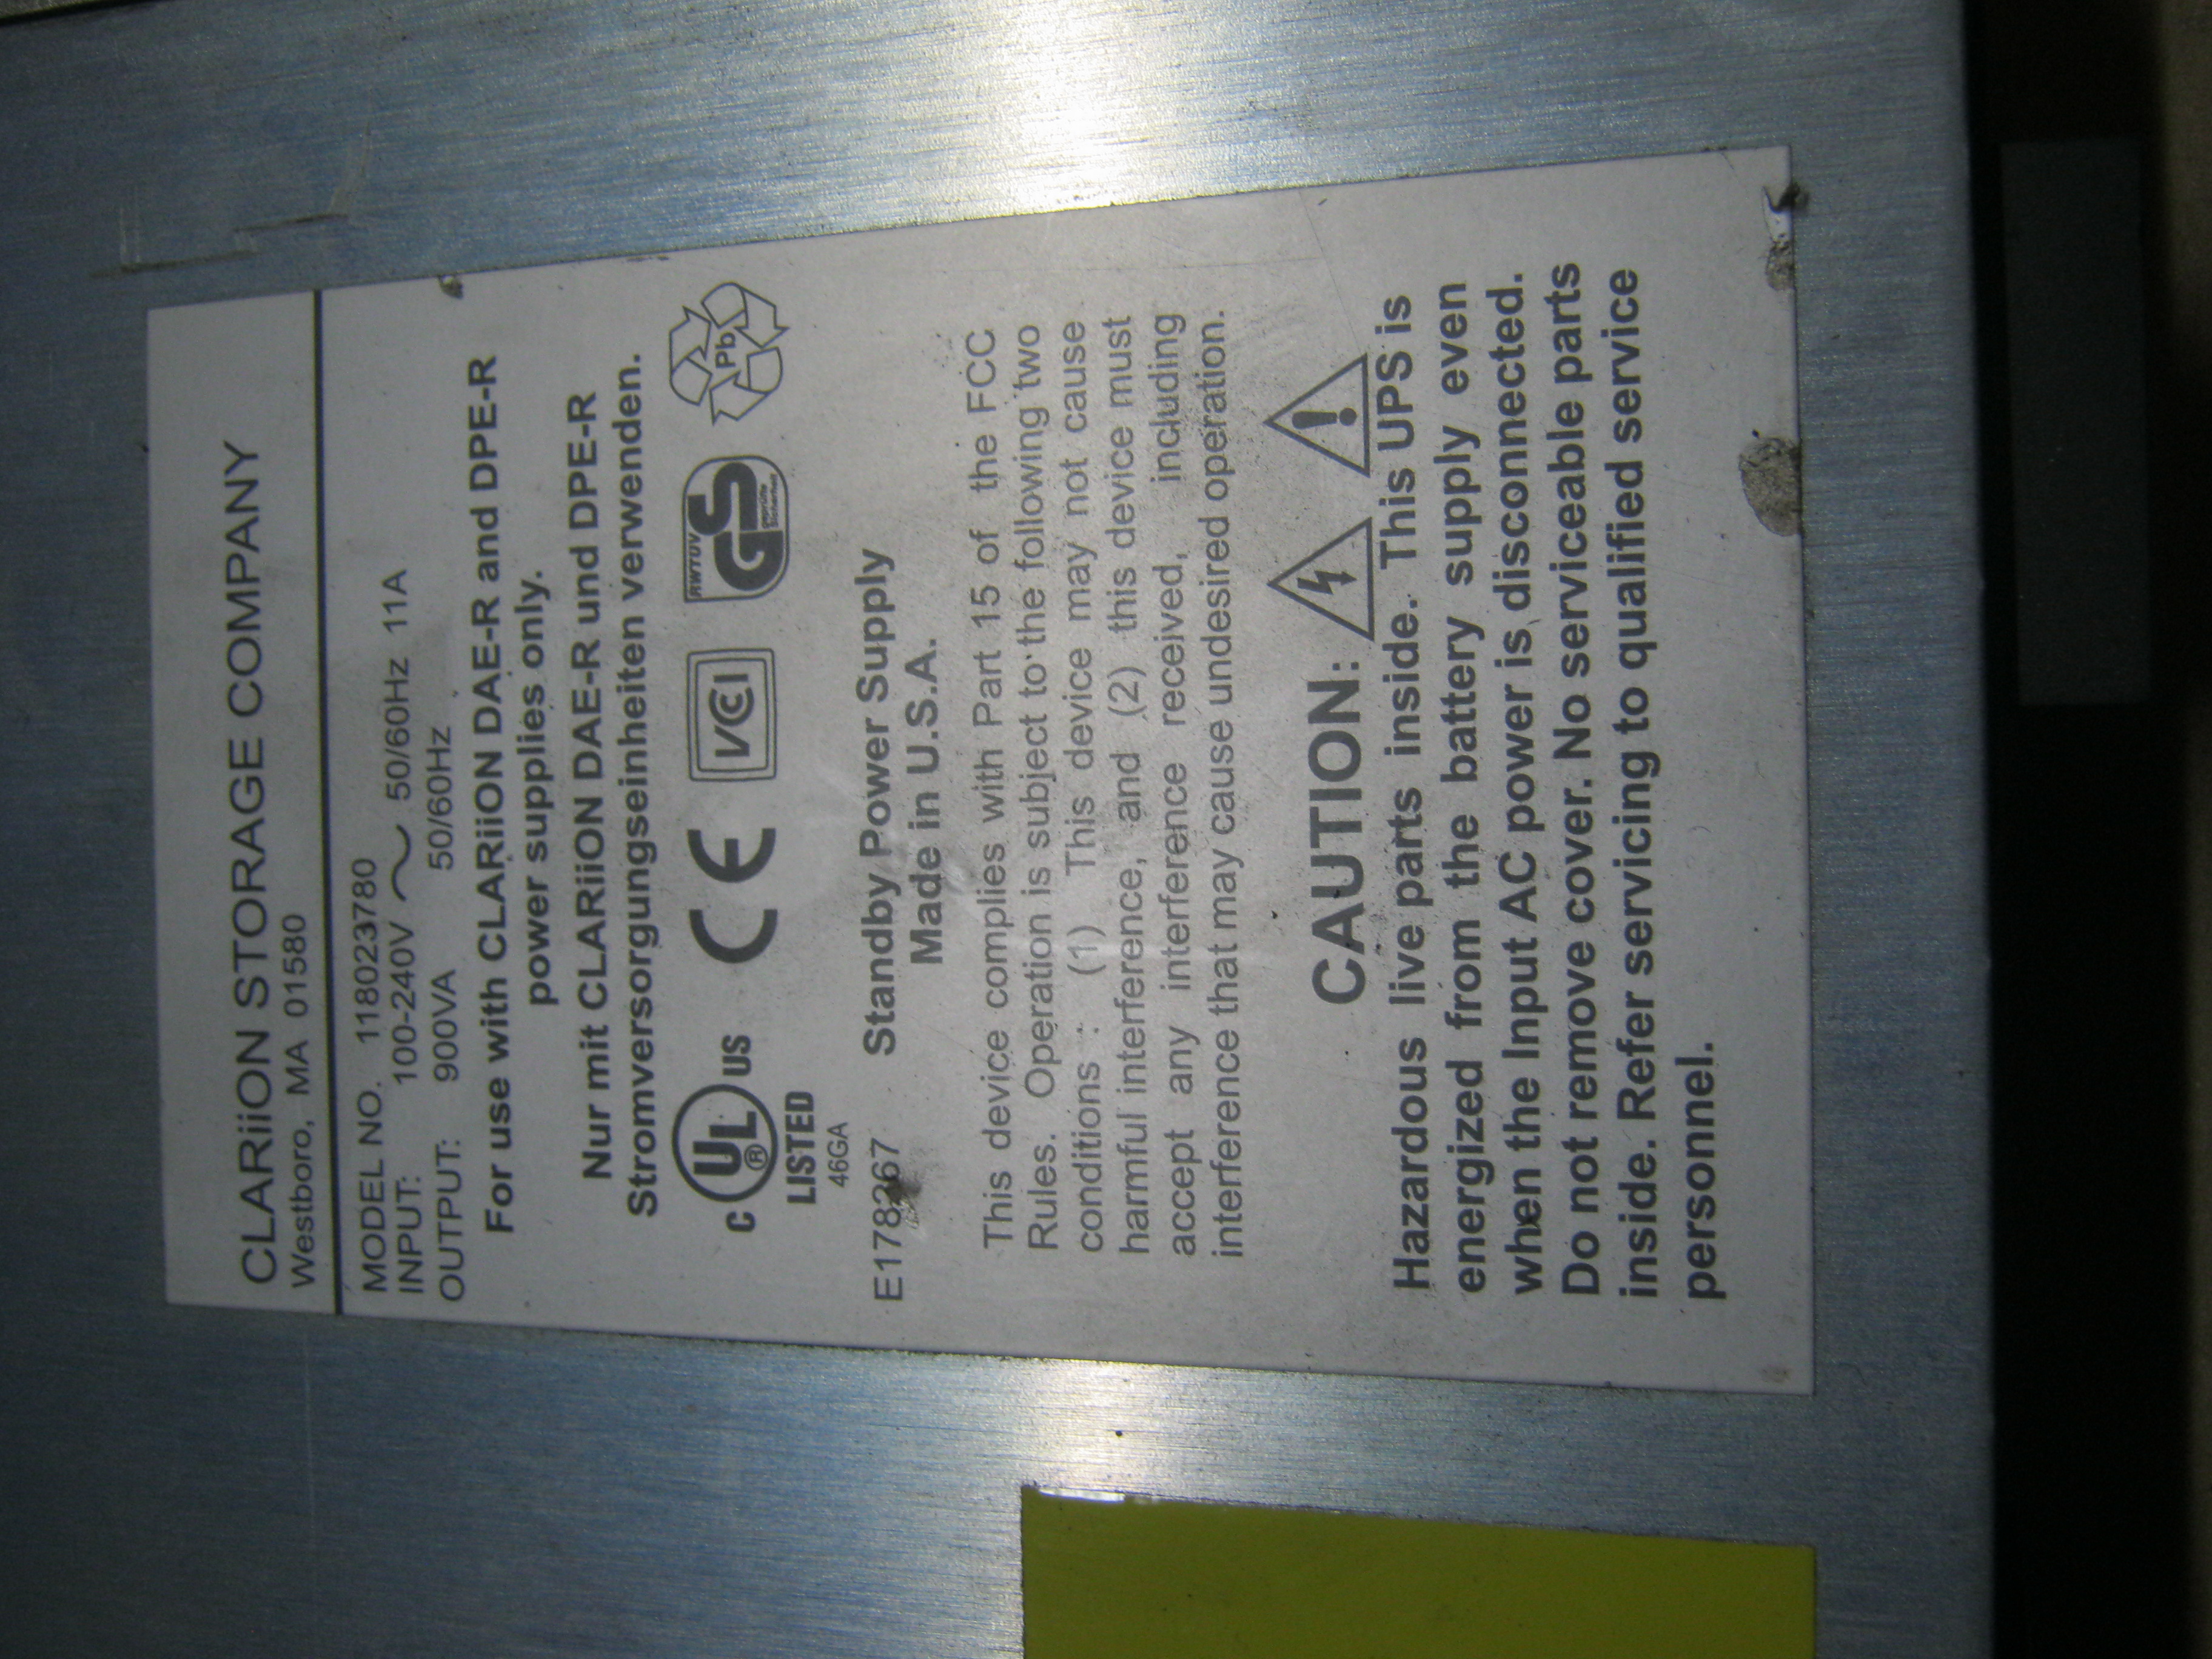 CLARiiON STORAGE COMPANY
Westboro, MA 01580
MODEL NO. 118023780
INPUT: 100-240V ~ 50/60Hz 11A
OUTPUT: 900VA 50/60Hz
For use with CLARiiON DAE-R and DPE-R
power supplies only.
Nur mit CLARiiON DAE-R und DPE-R
Stromversorgungseinheiten verwenden.
C UL ® US
LISTED
46GA
CE
VCI
RWTUV
GS
geprüfte
Sicherheit
Pb
E178267 Standby Power Supply
Made in U.S.A.
This device complies with Part 15 of the FCC
Rules. Operation is subject to the following two
conditions : (1) This device may not cause
harmful interference, and (2) this device must
accept any interference received, including
interference that may cause undesired operation.
CAUTION:
Hazardous live parts inside. This UPS is
energized from the battery supply even
when the Input AC power is disconnected.
Do not remove cover. No serviceable parts
inside. Refer servicing to qualified service
personnel.